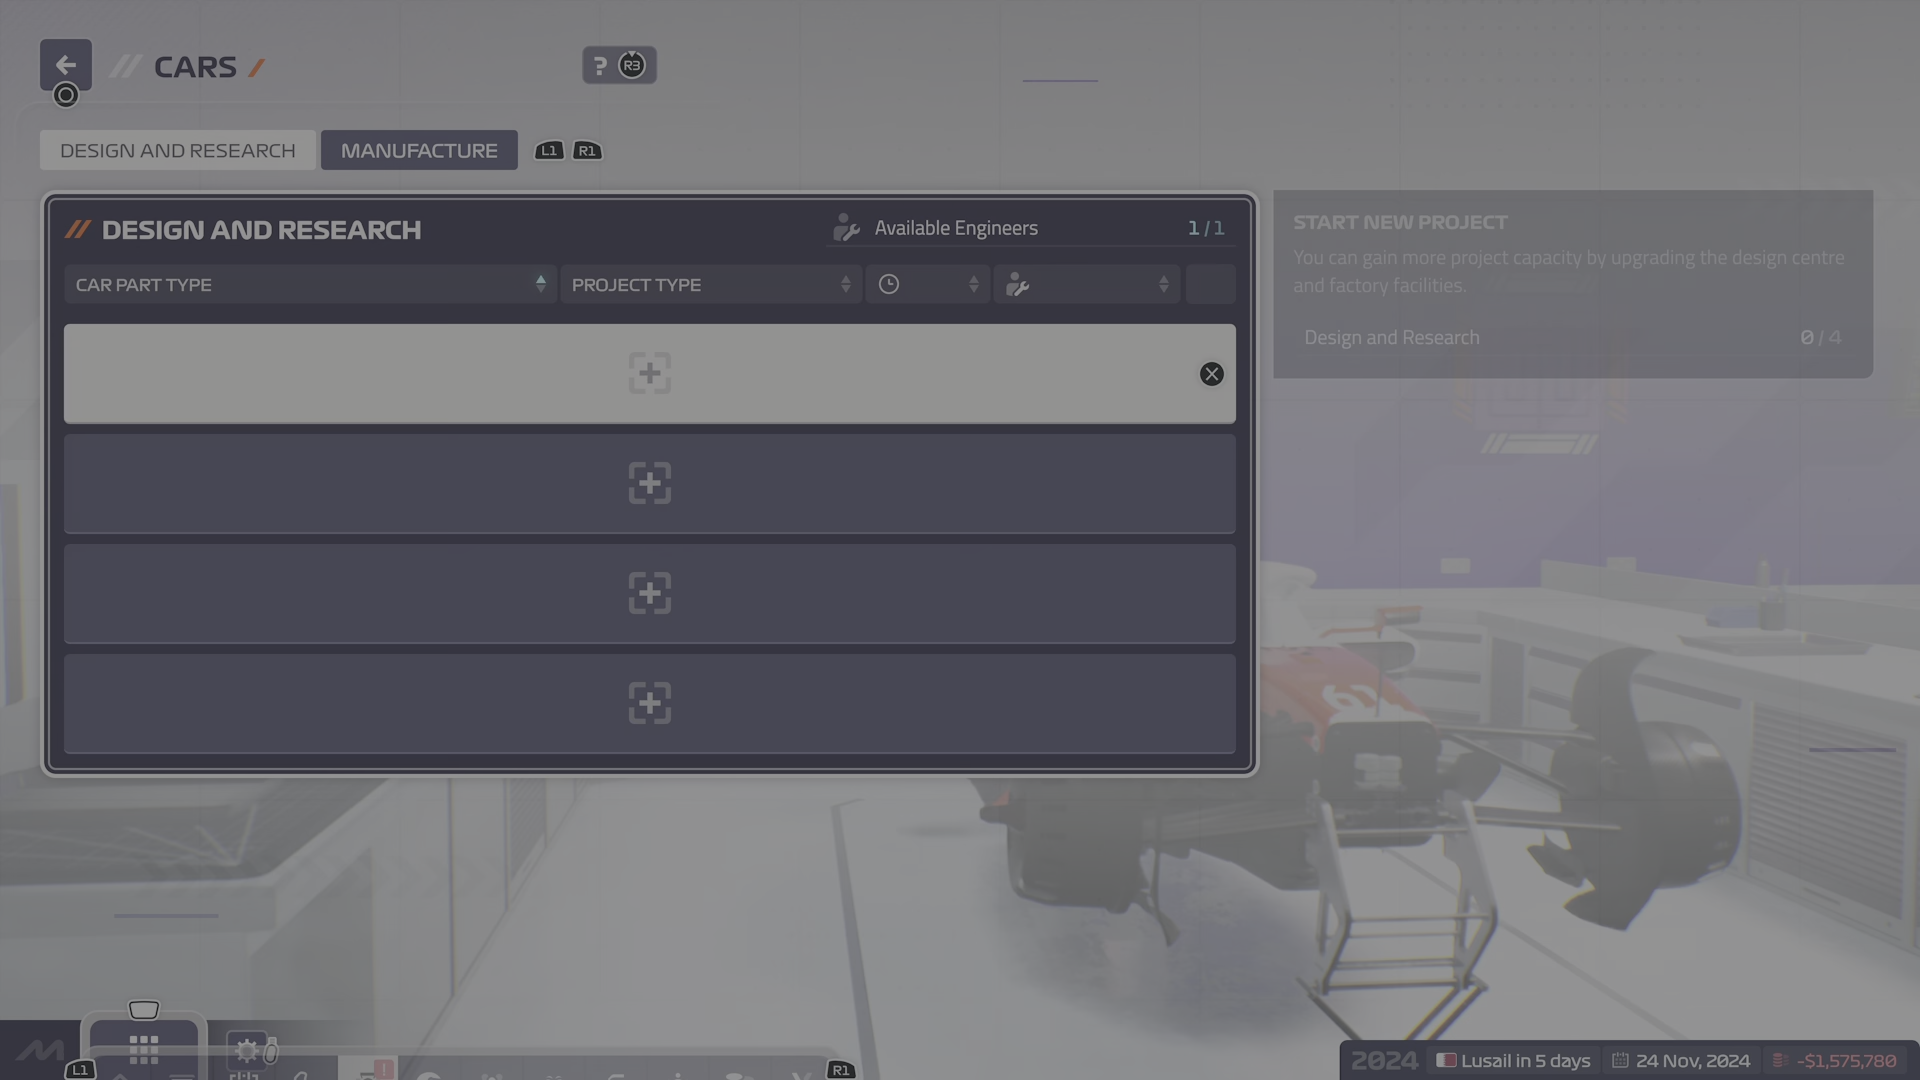 // CARS /
? R3
DESIGN AND RESEARCH MANUFACTURE L1 R1
// DESIGN AND RESEARCH Available Engineers 1/1
CAR PART TYPE PROJECT TYPE
START NEW PROJECT
You can gain more project capacity by upgrading the design centre
and factory facilities.
Design and Research 0/4
L1 R1
2024 Lusail in 5 days 24 Nov, 2024 -$1,575,780